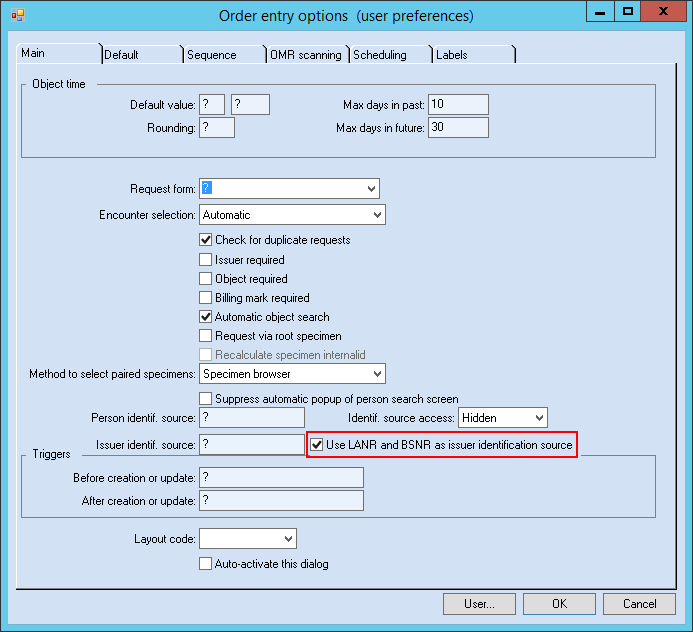 Order entry options  (user preferences)
Main Default Sequence OMR scanning Scheduling Labels
Object time
Default value: ? ? Max days in past: 10
Rounding: ? Max days in future: 30
Request form: ?
Encounter selection: Automatic
Check for duplicate requests
Issuer required
Object required
Billing mark required
Automatic object search
Request via root specimen
Recalculate specimen internalid
Method to select paired specimens: Specimen browser
Suppress automatic popup of person search screen
Person identif. source: ? Identif. source access: Hidden
Issuer identif. source: ? Use LANR and BSNR as issuer identification source
Triggers
Before creation or update: ?
After creation or update: ?
Layout code:
Auto-activate this dialog
User... OK Cancel